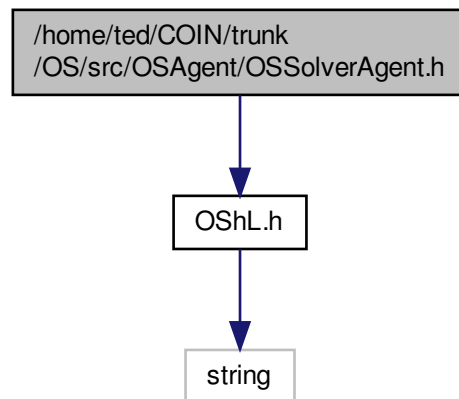 /home/ted/COIN/trunk
/OS/src/OSAgent/OSSolverAgent.h
OShL.h
string